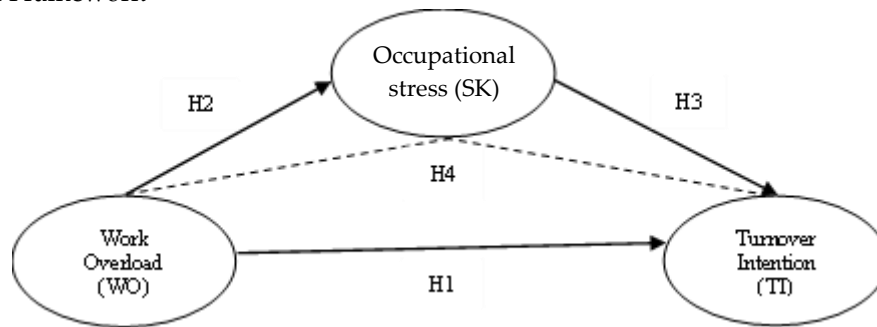 Occupational
stress (SK)
H2
H3
H4
Work
Overload
(WO)
Turnover
Intention
(TI)
H1